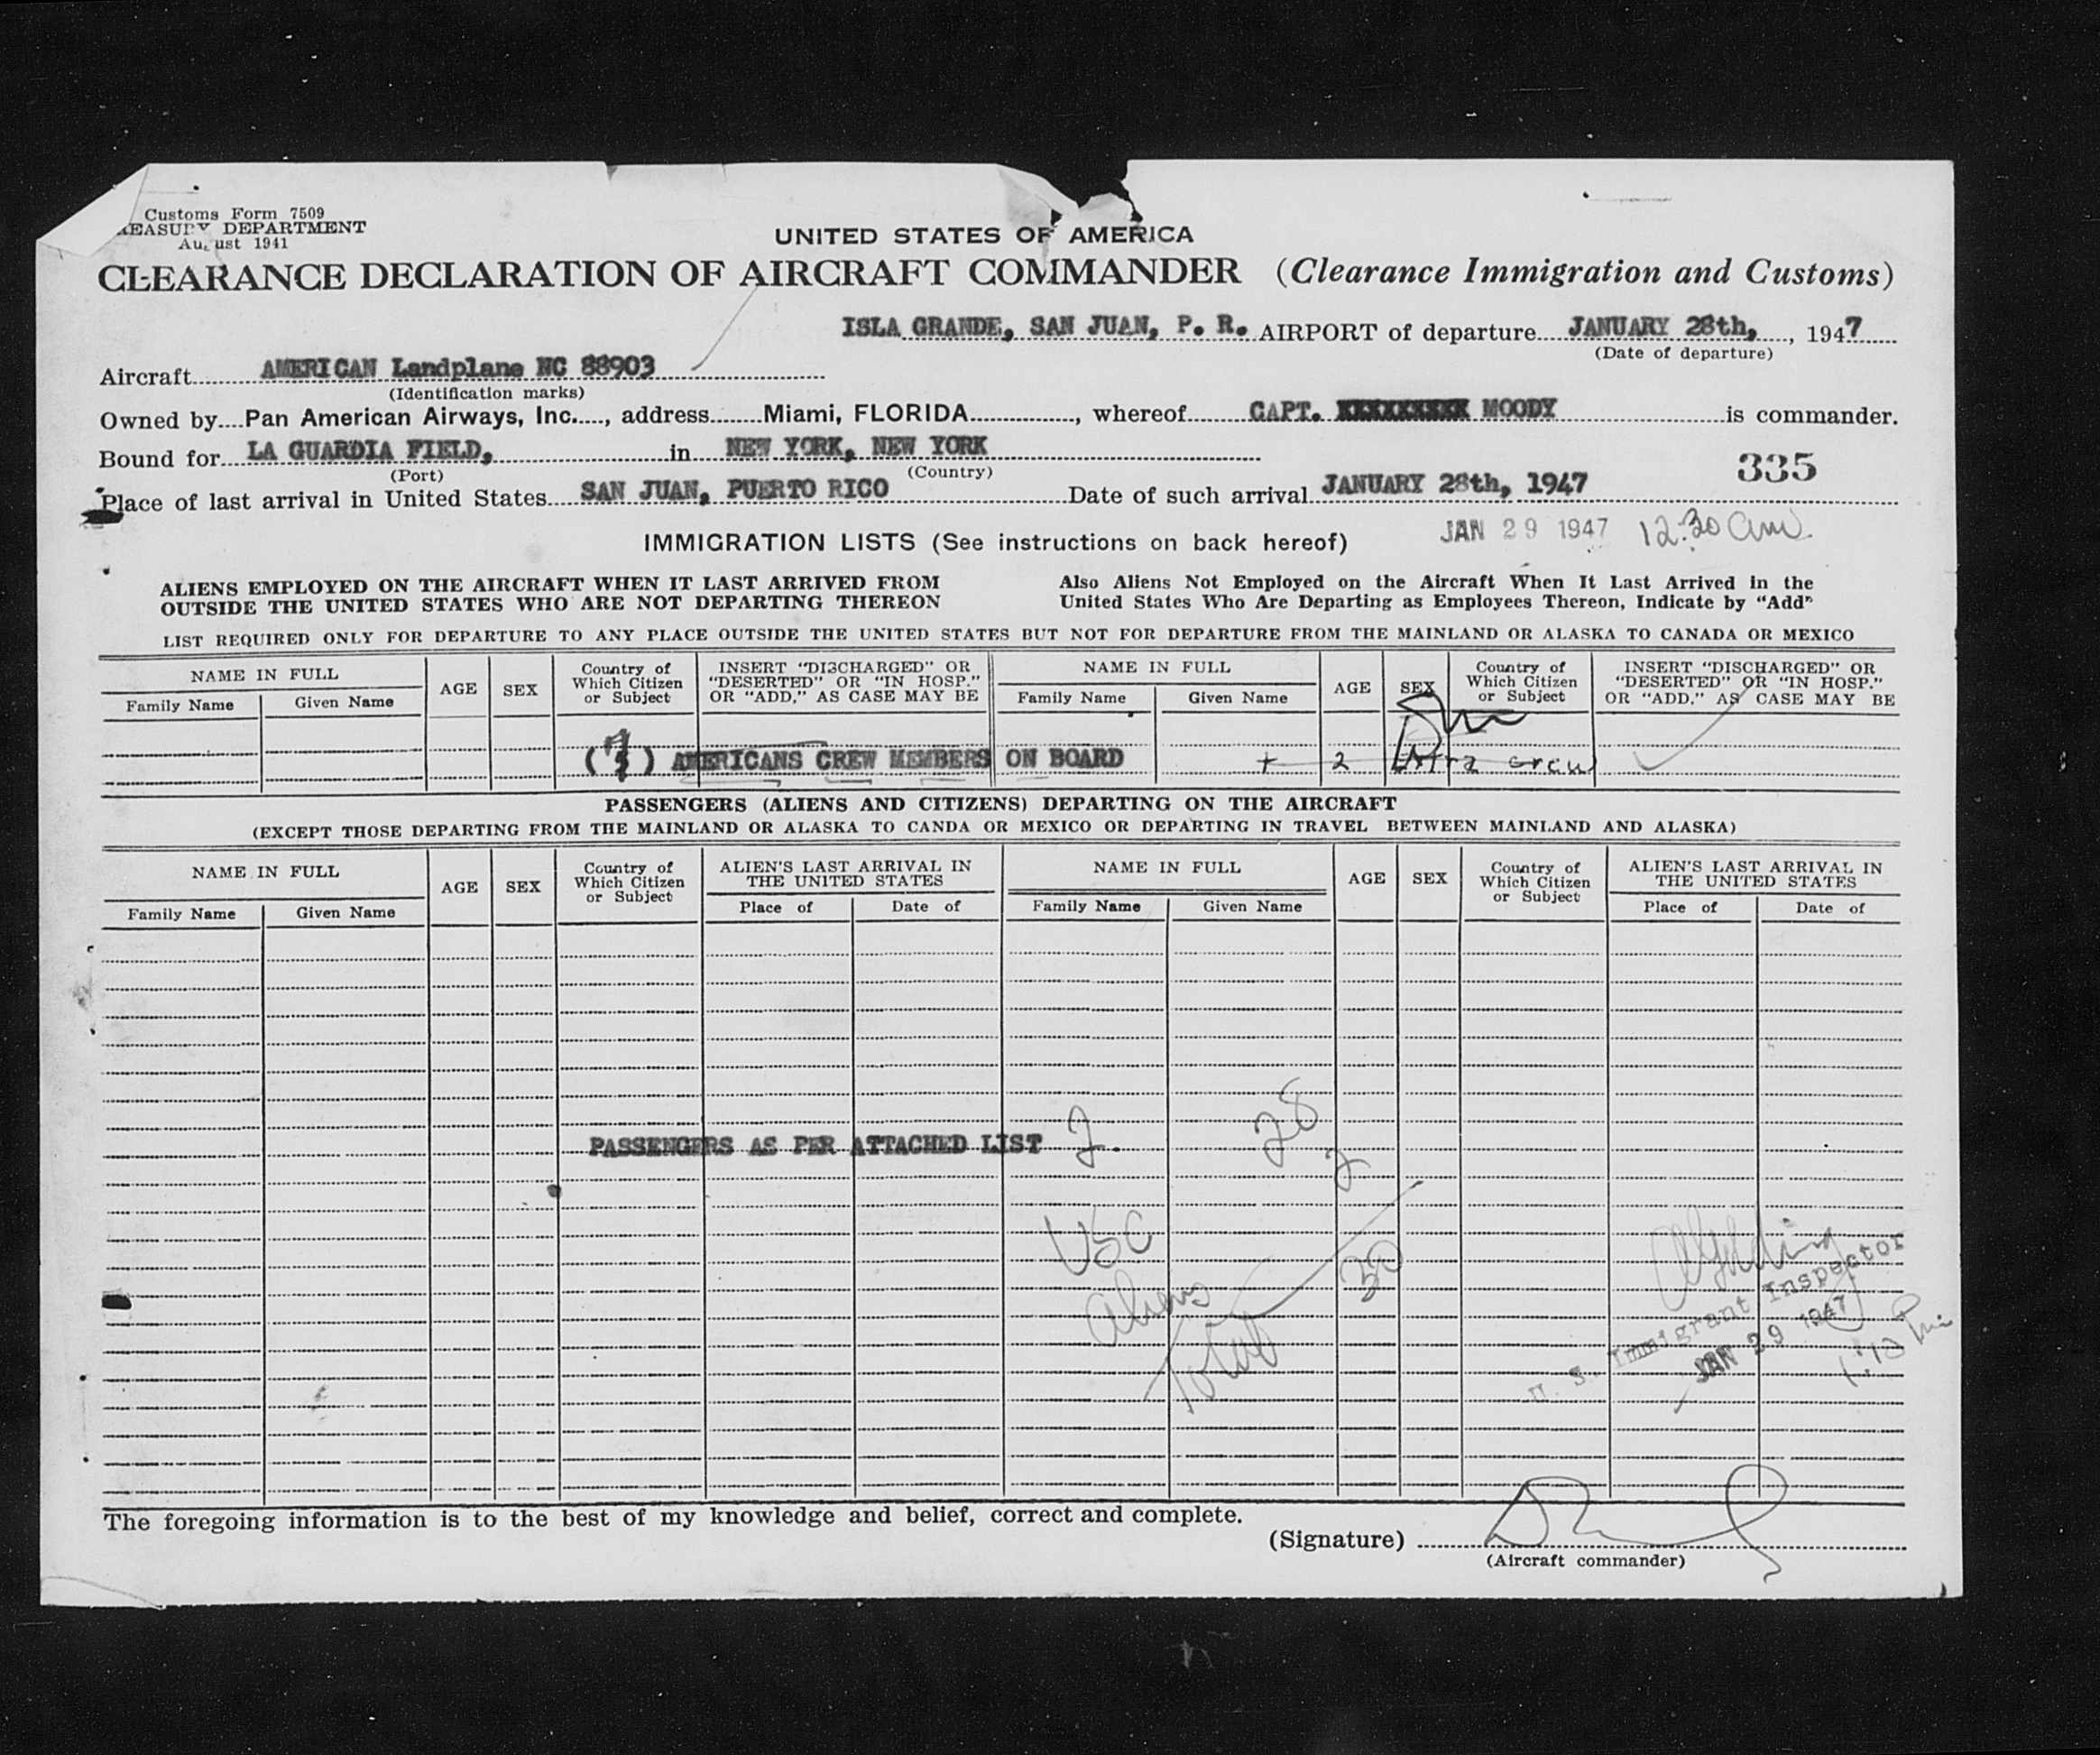 Customs Form 7509
TREASURY DEPARTMENT
August 1941
UNITED STATES OF AMERICA
CLEARANCE DECLARATION OF AIRCRAFT COMMANDER (Clearance Immigration and Customs)
ISLA GRANDE, SAN JUAN, P. R. AIRPORT of departure JANUARY 28th, , 1947
(Date of departure)
Aircraft AMERICAN Landplane NC 88903
(Identification marks)
Owned by Pan American Airways, Inc. , address Miami, FLORIDA , whereof CAPT. MOODY is commander.
Bound for LA GUARDIA FIELD, in NEW YORK, NEW YORK
(Port) (Country)
335
Place of last arrival in United States SAN JUAN, PUERTO RICO Date of such arrival JANUARY 28th, 1947
IMMIGRATION LISTS (See instructions on back hereof) JAN 29 1947 12:30 am
ALIENS EMPLOYED ON THE AIRCRAFT WHEN IT LAST ARRIVED FROM
OUTSIDE THE UNITED STATES WHO ARE NOT DEPARTING THEREON
Also Aliens Not Employed on the Aircraft When It Last Arrived in the
United States Who Are Departing as Employees Thereon, Indicate by "Add"
LIST REQUIRED ONLY FOR DEPARTURE TO ANY PLACE OUTSIDE THE UNITED STATES BUT NOT FOR DEPARTURE FROM THE MAINLAND OR ALASKA TO CANADA OR MEXICO
NAME IN FULL
Family Name Given Name
AGE
SEX
Country of
Which Citizen
or Subject
INSERT "DISCHARGED" OR
"DESERTED" OR "IN HOSP."
OR "ADD," AS CASE MAY BE
NAME IN FULL
Family Name Given Name
AGE
SEX
Country of
Which Citizen
or Subject
INSERT "DISCHARGED" OR
"DESERTED" OR "IN HOSP."
OR "ADD." AS CASE MAY BE
( ) AMERICANS CREW MEMBERS ON BOARD + 2 Extra crew
PASSENGERS (ALIENS AND CITIZENS) DEPARTING ON THE AIRCRAFT
(EXCEPT THOSE DEPARTING FROM THE MAINLAND OR ALASKA TO CANDA OR MEXICO OR DEPARTING IN TRAVEL BETWEEN MAINLAND AND ALASKA)
NAME IN FULL
Family Name Given Name
AGE
SEX
Country of
Which Citizen
or Subject
ALIEN'S LAST ARRIVAL IN
THE UNITED STATES
Place of Date of
NAME IN FULL
Family Name Given Name
AGE
SEX
Country of
Which Citizen
or Subject
ALIEN'S LAST ARRIVAL IN
THE UNITED STATES
Place of Date of
PASSENGERS AS PER ATTACHED LIST 2.
USC 28
Aliens 2
Total 30
U. S. Immigrant Inspector
JAN 29 1947
1:10 Pm
The foregoing information is to the best of my knowledge and belief, correct and complete.
(Signature)
(Aircraft commander)